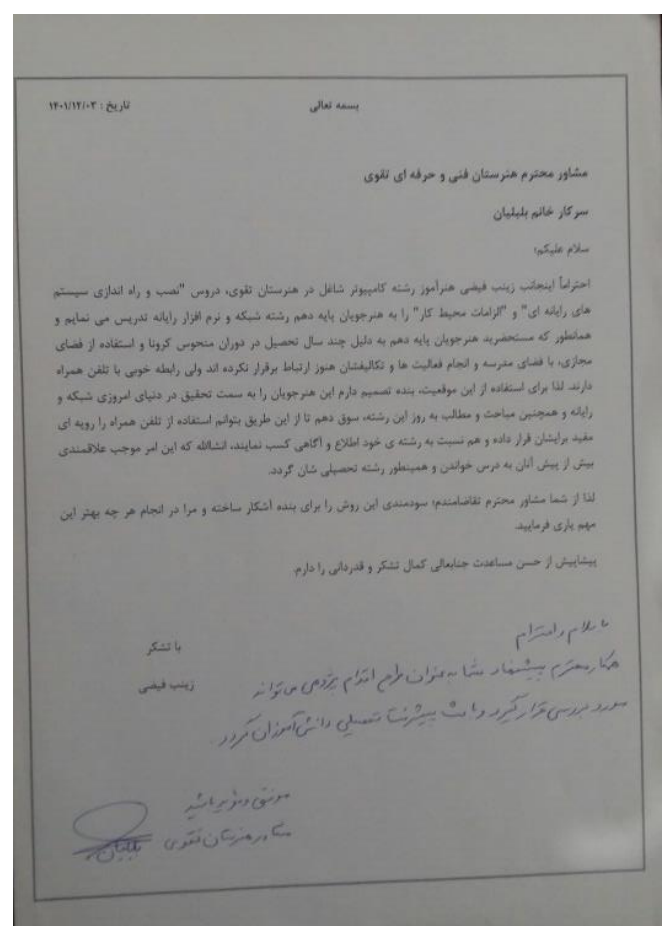 بسمه تعالی
تاریخ : ۱۴۰۱/۱۲/۰۳
مشاور محترم هنرستان فنی و حرفه ای تقوی
سرکار خانم بلبلیان
سلام علیکم؛
احتراماً اینجانب زینب فیضی هنرآموز رشته کامپیوتر شاغل در هنرستان تقوی، دروس "نصب و راه اندازی سیستم
های رایانه ای" و "الزامات محیط کار" را به هنرجویان پایه دهم رشته شبکه و نرم افزار رایانه تدریس می نمایم و
همانطور که مستحضرید هنرجویان پایه دهم به دلیل چند سال تحصیل در دوران منحوس کرونا و استفاده از فضای
مجازی، با فضای مدرسه و انجام فعالیت ها و تکالیفشان هنوز ارتباط برقرار نکرده اند ولی رابطه خوبی با تلفن همراه
دارند. لذا برای استفاده از این موقعیت، بنده تصمیم دارم این هنرجویان را به سمت تحقیق در دنیای امروزی شبکه و
رایانه و همچنین مباحث و مطالب به روز این رشته، سوق دهم تا از این طریق بتوانم استفاده از تلفن همراه را رویه ای
مفید برایشان قرار داده و هم نسبت به رشته ی خود اطلاع و آگاهی کسب نمایند، انشاالله که این امر موجب علاقمندی
بیش از پیش آنان به درس خواندن و همینطور رشته تحصیلی شان گردد.
لذا از شما مشاور محترم تقاضامندم؛ سودمندی این روش را برای بنده آشکار ساخته و مرا در انجام هر چه بهتر این
مهم یاری فرمایید.
پیشاپیش از حسن مساعدت جنابعالی کمال تشکر و قدردانی را دارم.
با تشکر
زینب فیضی
با سلام و احترام
همکار محترم پیشنهاد شما به عنوان طرح اقدام پژوهی می تواند
مورد بررسی قرار گیرد و باعث پیشرفت تحصیلی دانش آموزان گردد.
موفق و مؤید باشید
مشاور هنرستان تقوی بلبلیان